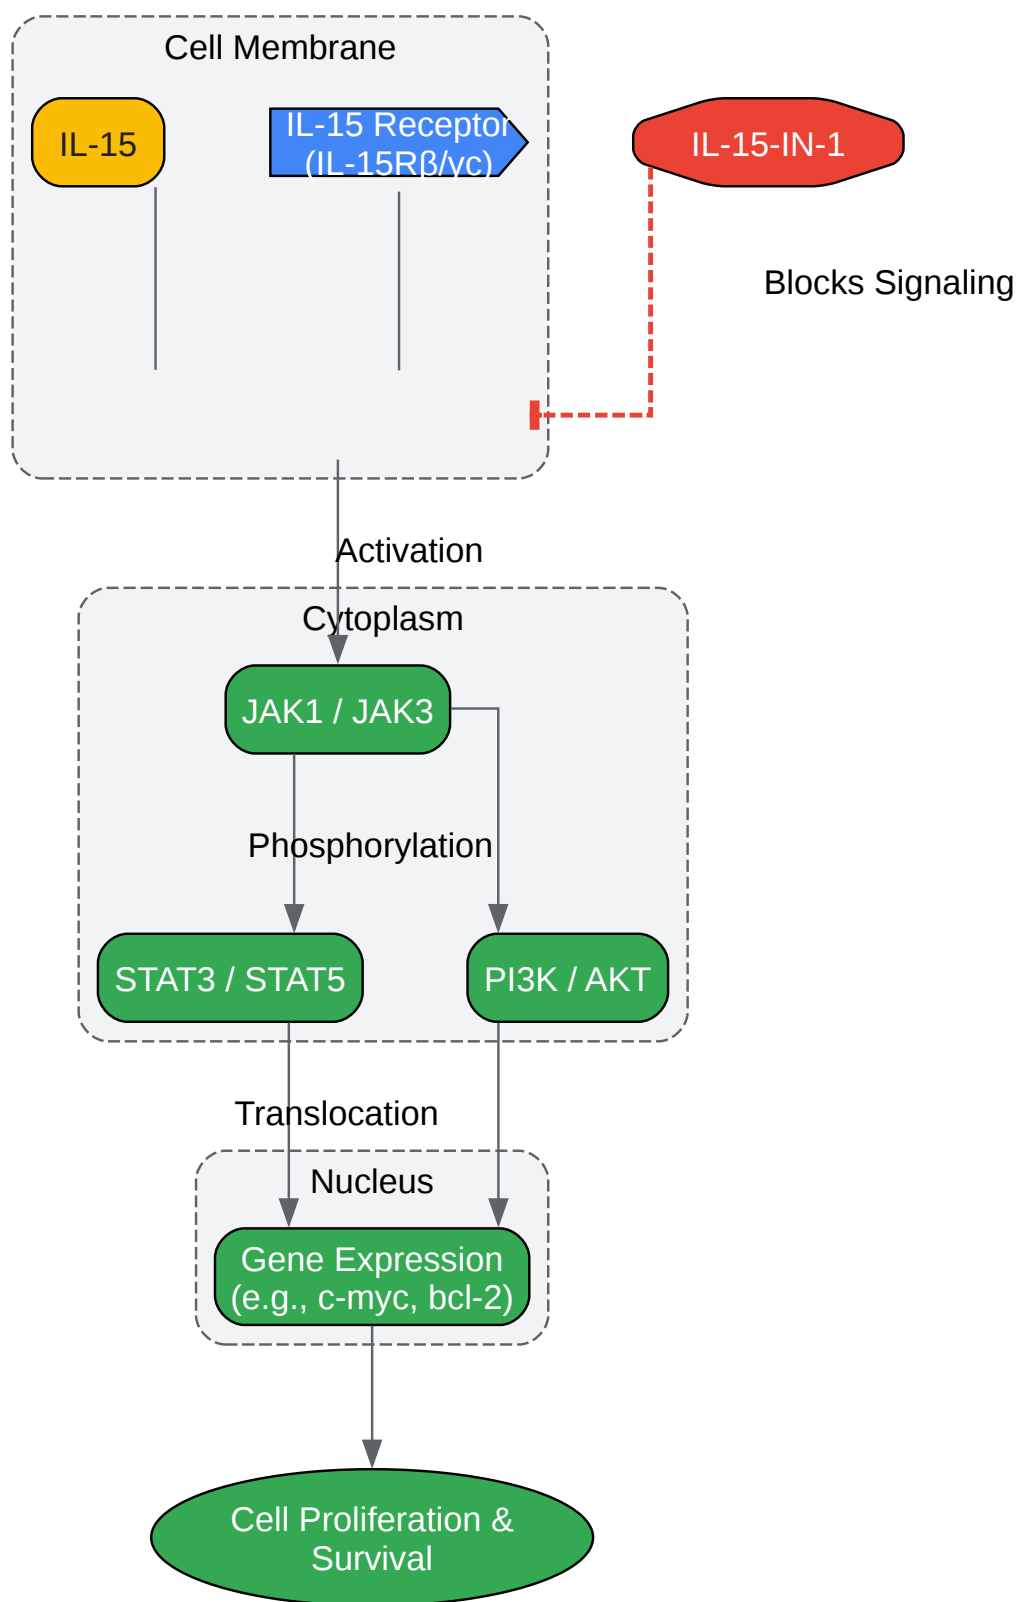 Cell Membrane
IL-15
IL-15 Receptor
(IL-15Rβ/γc)
IL-15-IN-1
Blocks Signaling
Activation
Cytoplasm
JAK1 / JAK3
Phosphorylation
STAT3 / STAT5
PI3K / AKT
Translocation
Nucleus
Gene Expression
(e.g., c-myc, bcl-2)
Cell Proliferation &
Survival